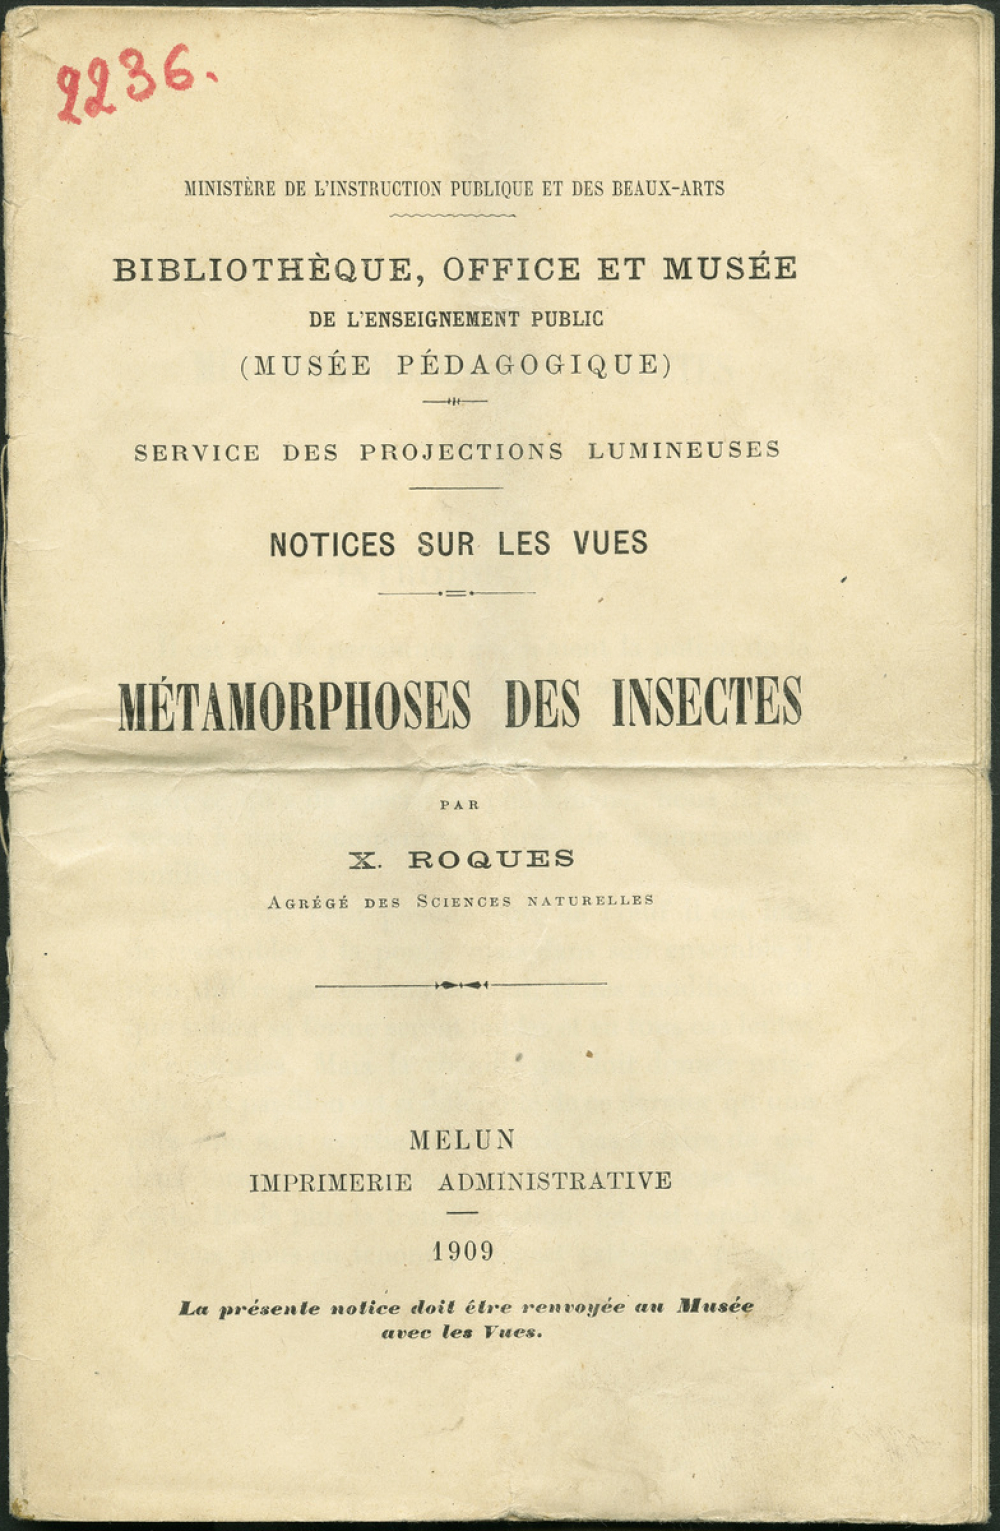 2236.
MINISTÈRE DE L'INSTRUCTION PUBLIQUE ET DES BEAUX-ARTS
BIBLIOTHÈQUE, OFFICE ET MUSÉE
DE L'ENSEIGNEMENT PUBLIC
(MUSÉE PÉDAGOGIQUE)
SERVICE DES PROJECTIONS LUMINEUSES
NOTICES SUR LES VUES
MÉTAMORPHOSES DES INSECTES
PAR
X. ROQUES
AGRÉGÉ DES SCIENCES NATURELLES
MELUN
IMPRIMERIE ADMINISTRATIVE
1909
La présente notice doit être renvoyée au Musée
avec les Vues.